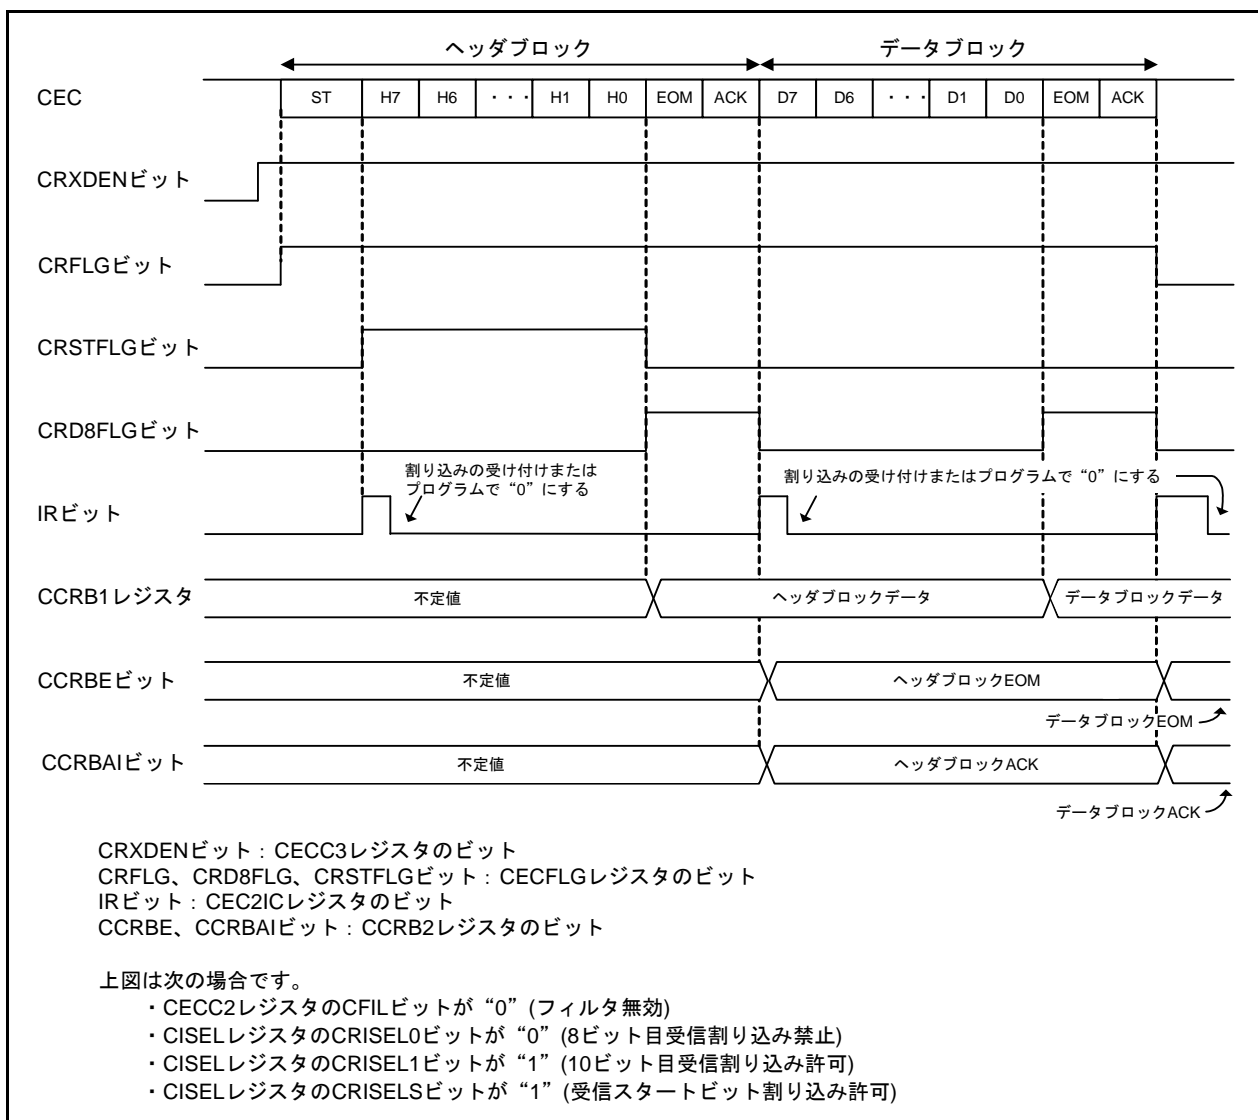 ヘッダブロック データブロック
CEC ST H7 H6 ・・・ H1 H0 EOM ACK D7 D6 ・・・ D1 D0 EOM ACK
CRXDENビット
CRFLGビット
CRSTFLGビット
CRD8FLGビット
割り込みの受け付けまたは
プログラムで“0”にする
割り込みの受け付けまたはプログラムで“0”にする
IRビット
CCRB1レジスタ 不定値 ヘッダブロックデータ データブロックデータ
CCRBEビット 不定値 ヘッダブロックEOM
データブロックEOM
CCRBAIビット 不定値 ヘッダブロックACK
データブロックACK
CRXDENビット : CECC3レジスタのビット
CRFLG、CRD8FLG、CRSTFLGビット : CECFLGレジスタのビット
IRビット : CEC2ICレジスタのビット
CCRBE、CCRBAIビット : CCRB2レジスタのビット
上図は次の場合です。
・CECC2レジスタのCFILビットが“0”(フィルタ無効)
・CISELレジスタのCRISEL0ビットが“0”(8ビット目受信割り込み禁止)
・CISELレジスタのCRISEL1ビットが“1”(10ビット目受信割り込み許可)
・CISELレジスタのCRISELSビットが“1”(受信スタートビット割り込み許可)